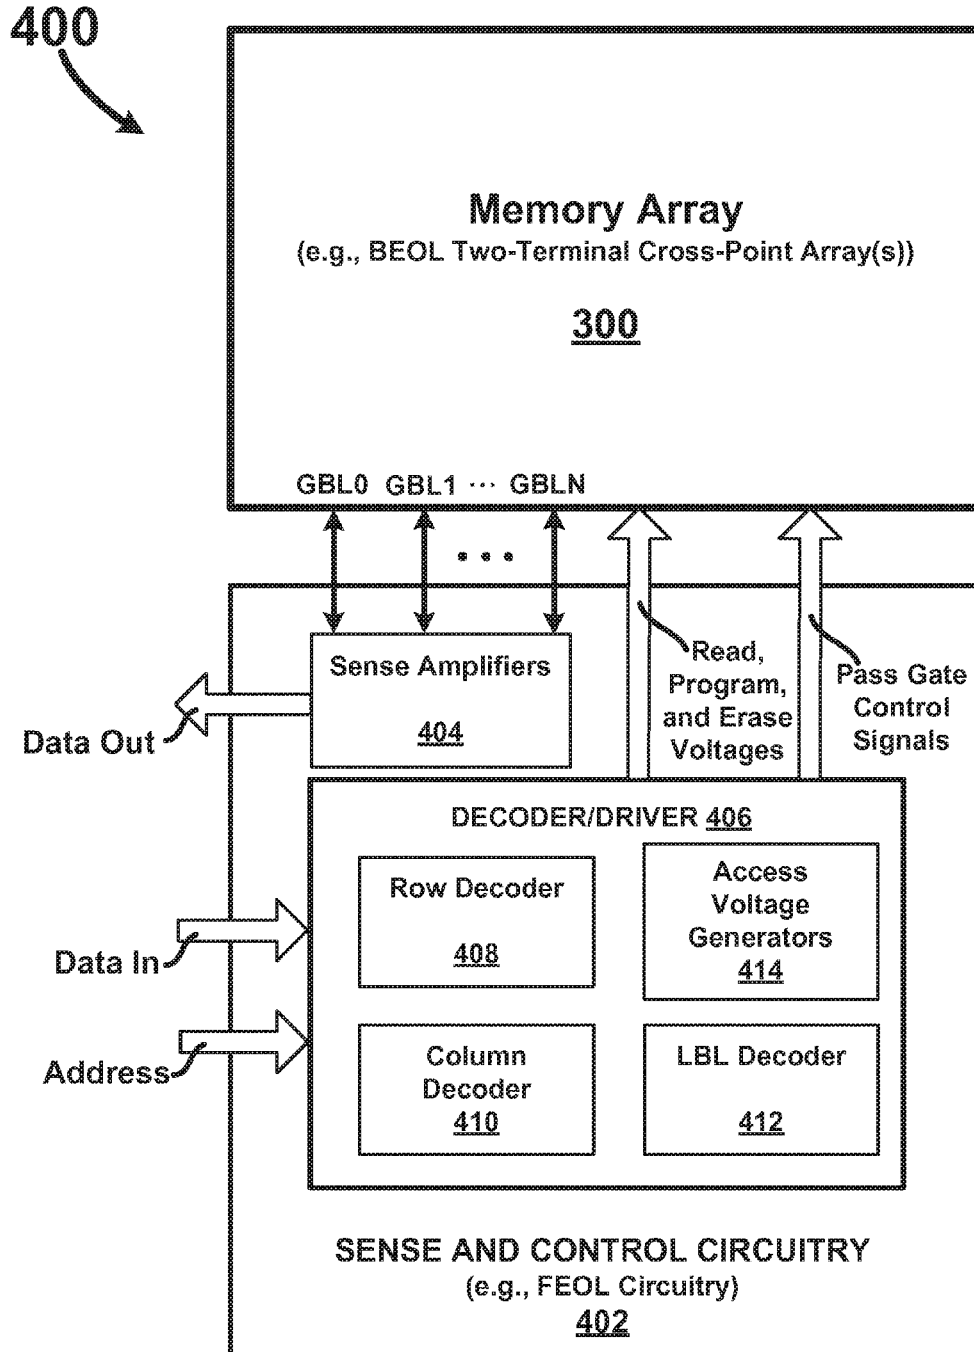 400
Memory Array
(e.g., BEOL Two-Terminal Cross-Point Array(s))
300
GBL0 GBL1 ... GBLN
...
Sense Amplifiers
404
Data Out
Read,
Program,
and Erase
Voltages
Pass Gate
Control
Signals
DECODER/DRIVER 406
Row Decoder
408
Access
Voltage
Generators
414
Data In
Address
Column
Decoder
410
LBL Decoder
412
SENSE AND CONTROL CIRCUITRY
(e.g., FEOL Circuitry)
402